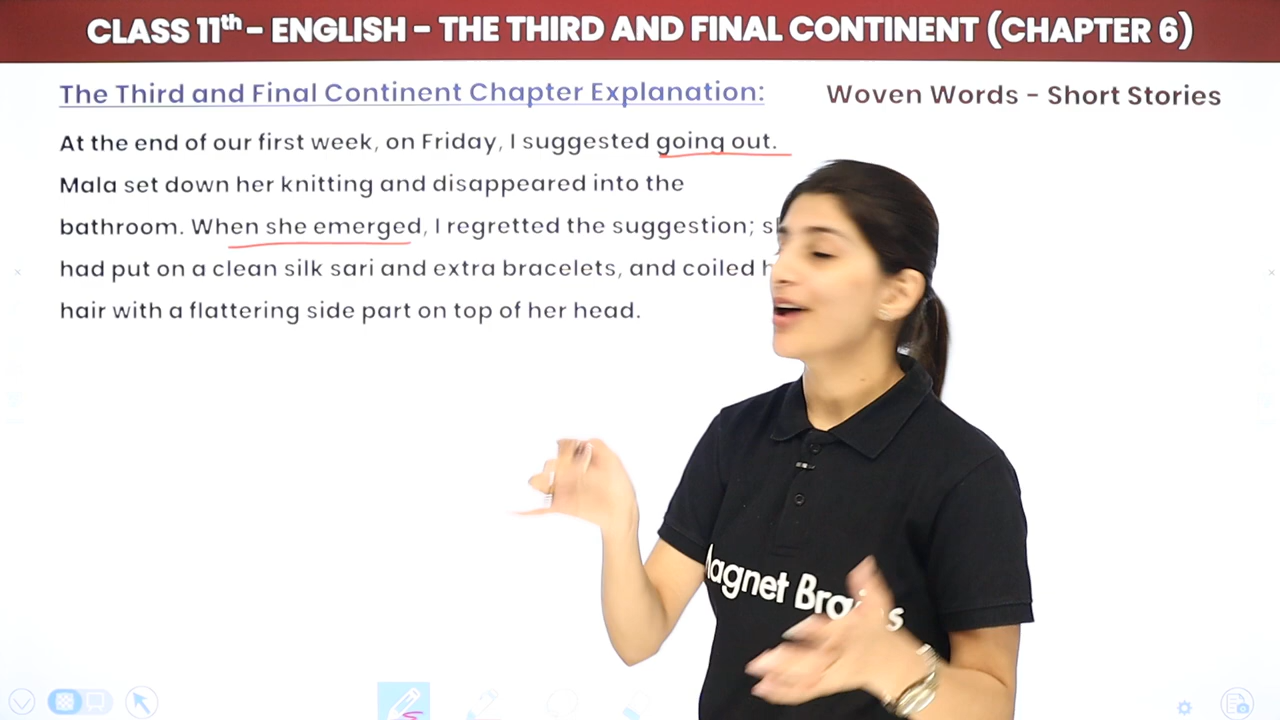 CLASS 11th – ENGLISH – THE THIRD AND FINAL CONTINENT (CHAPTER 6)
The Third and Final Continent Chapter Explanation:
Woven Words – Short Stories
At the end of our first week, on Friday, I suggested going out.
Mala set down her knitting and disappeared into the
bathroom. When she emerged, I regretted the suggestion;
had put on a clean silk sari and extra bracelets, and coiled
hair with a flattering side part on top of her head.